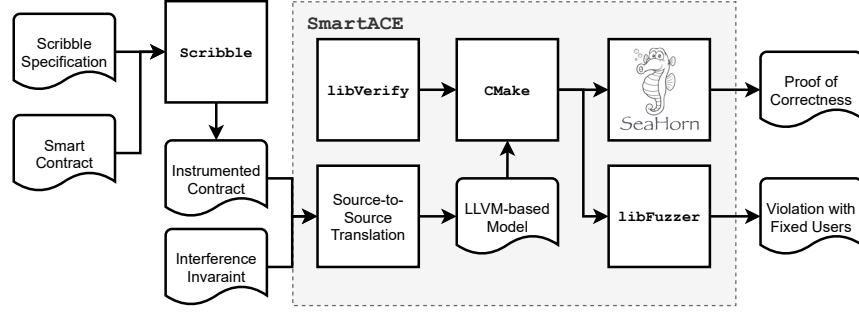 SmartACE
Scribble
Specification
Scribble
libVerify
CMake
SeaHorn
Proof of
Correctness
Smart
Contract
Instrumented
Contract
Source-to-
Source
Translation
LLVM-based
Model
libFuzzer
Violation with
Fixed Users
Interference
Invaraint